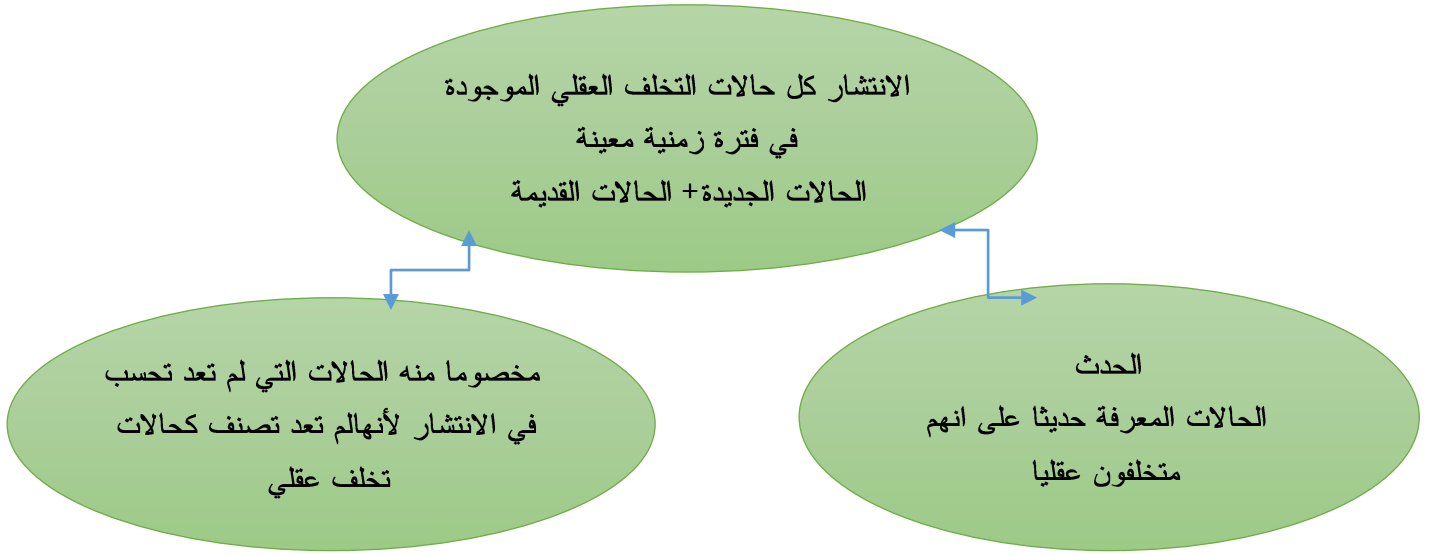 الانتشار كل حالات التخلف العقلي الموجودة
في فترة زمنية معينة
الحالات الجديدة+ الحالات القديمة
الحدث
الحالات المعرفة حديثا على انهم
متخلفون عقليا
مخصوما منه الحالات التي لم تعد تحسب
في الانتشار لأنهالم تعد تصنف كحالات
تخلف عقلي